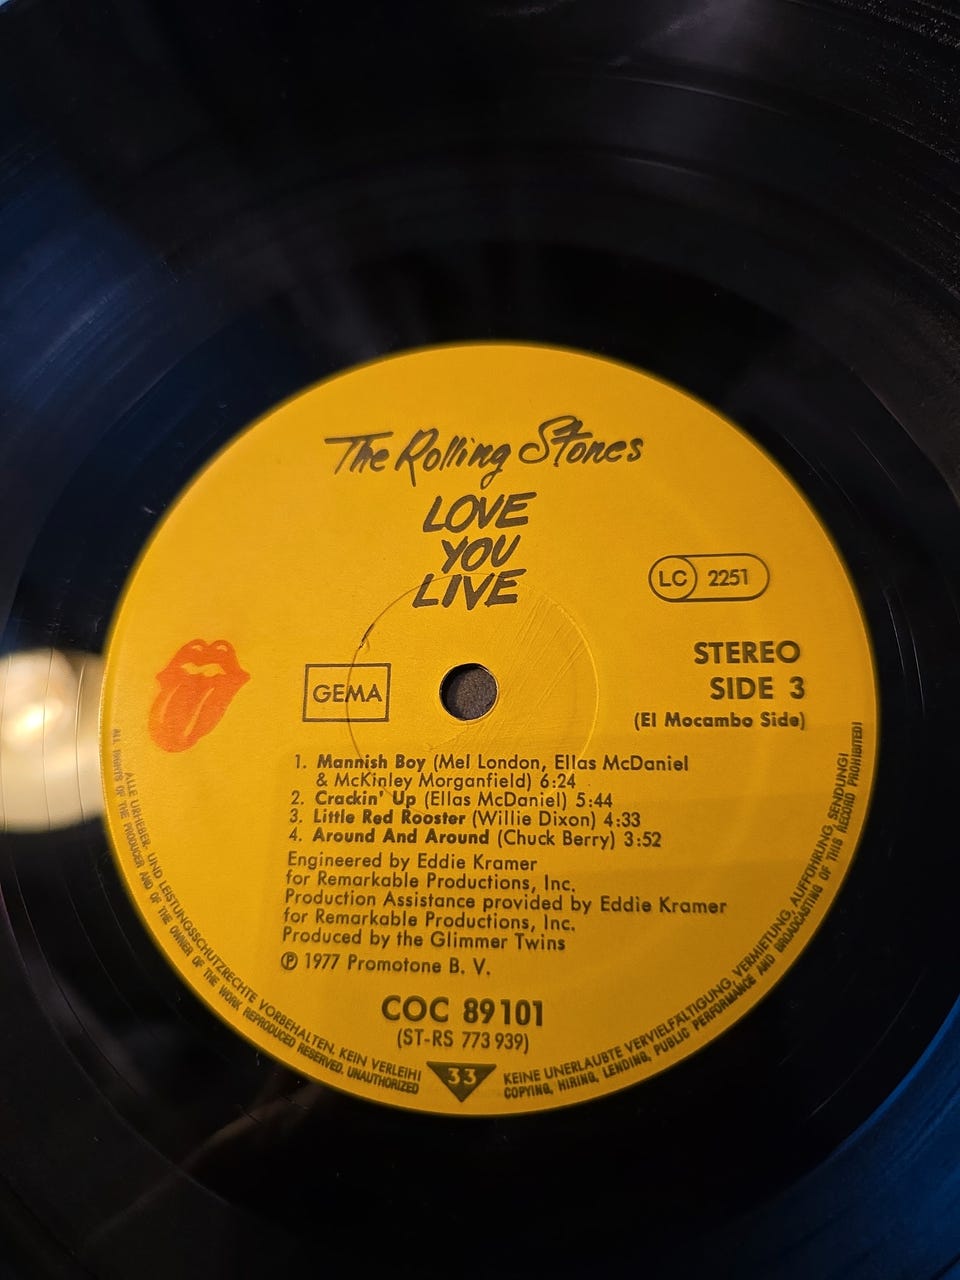 The Rolling Stones
LOVE
YOU
LIVE
LC 2251
STEREO
SIDE 3
(El Mocambo Side)
GEMA
1. Mannish Boy (Mel London, Ellas McDaniel
& McKinley Morganfield) 6:24
2. Crackin' Up (Ellas McDaniel) 5:44
3. Little Red Rooster (Willie Dixon) 4:33
4. Around And Around (Chuck Berry) 3:52
Engineered by Eddie Kramer
for Remarkable Productions, Inc.
Production Assistance provided by Eddie Kramer
for Remarkable Productions, Inc.
Produced by the Glimmer Twins
℗ 1977 Promotone B. V.
COC 89101
(ST-RS 773 939)
33
ALLE URHEBER- UND LEISTUNGSSCHUTZRECHTE VORBEHALTEN. KEIN VERLEIH! KEINE UNERLAUBTE VERVIELFÄLTIGUNG, VERMIETUNG, AUFFÜHRUNG, SENDUNG!
ALL RIGHTS OF THE PRODUCER AND OF THE OWNER OF THE WORK REPRODUCED RESERVED. UNAUTHORIZED COPYING, HIRING, LENDING, PUBLIC PERFORMANCE AND BROADCASTING OF THIS RECORD PROHIBITED!